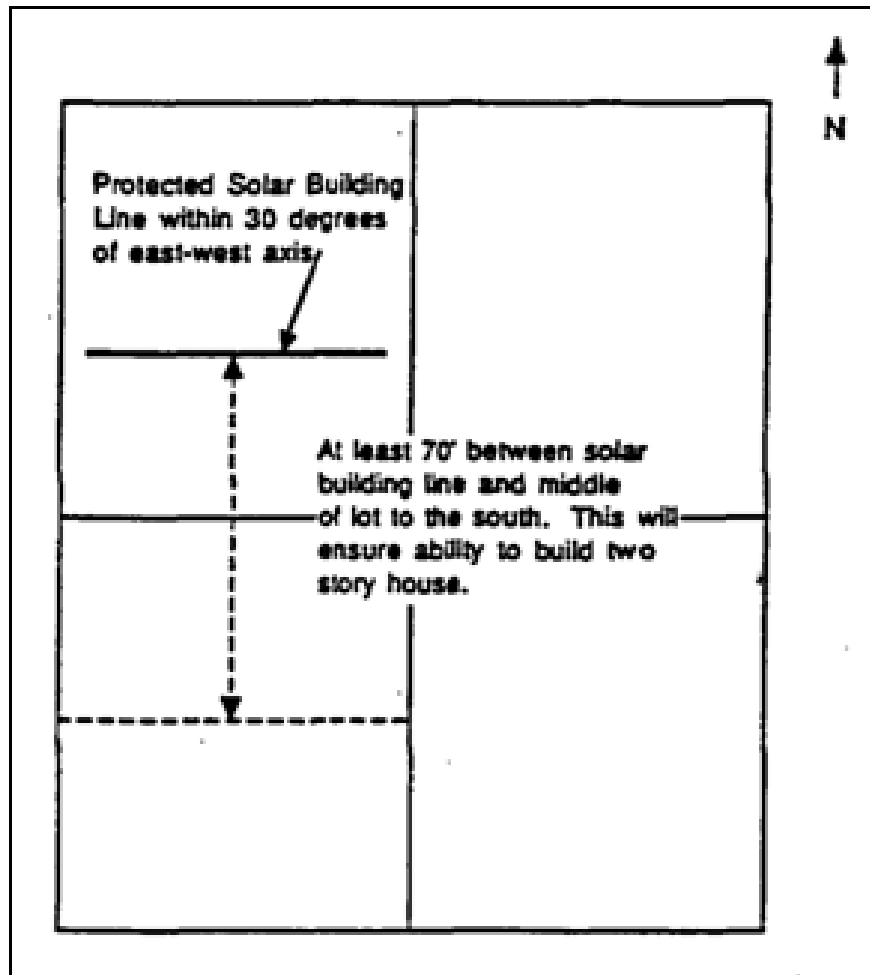 N
Protected Solar Building
Line within 30 degrees
of east-west axis
At least 70' between solar
building line and middle
of lot to the south. This will
ensure ability to build two
story house.